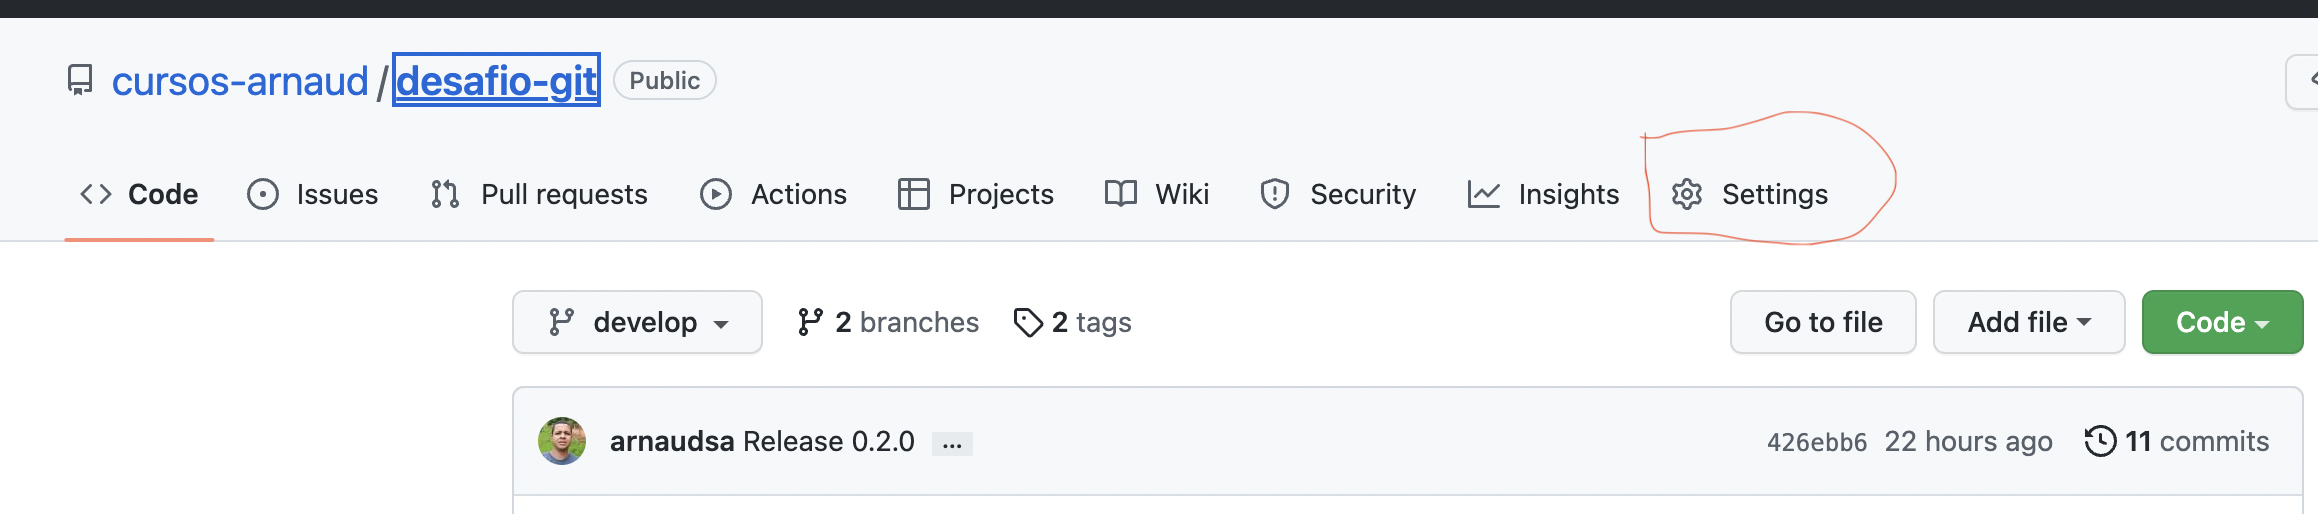 cursos-arnaud / desafio-git Public
Code Issues Pull requests Actions Projects Wiki Security Insights Settings
develop 2 branches 2 tags Go to file Add file Code
arnaudsa Release 0.2.0 ... 426ebb6 22 hours ago 11 commits